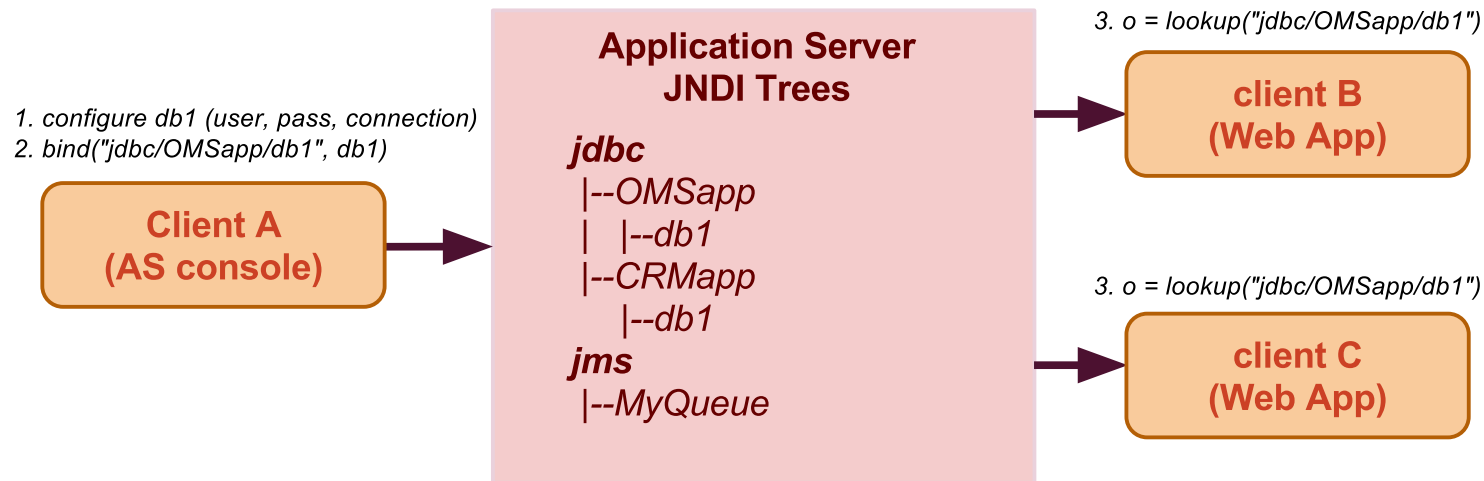 1. configure db1 (user, pass, connection)
2. bind("jdbc/OMSapp/db1", db1)
Client A
(AS console)
Application Server
JNDI Trees
jdbc
|--OMSapp
|   |--db1
|--CRMapp
    |--db1
jms
|--MyQueue
3. o = lookup("jdbc/OMSapp/db1")
client B
(Web App)
3. o = lookup("jdbc/OMSapp/db1")
client C
(Web App)